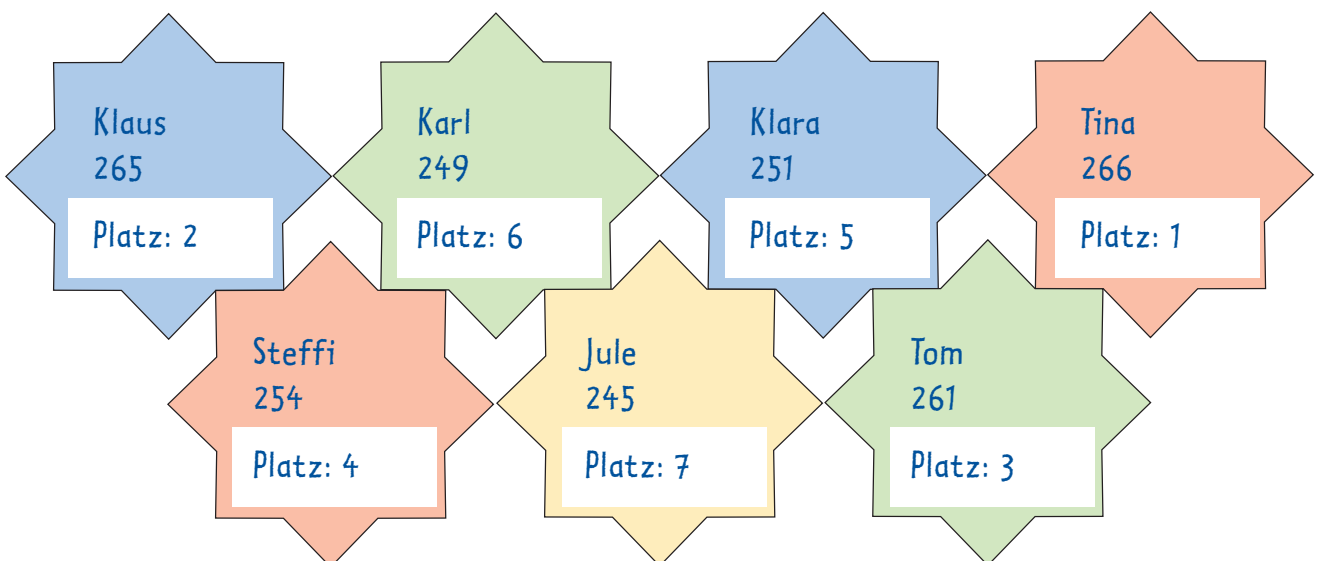 Klaus
265
Platz: 2
Karl
249
Platz: 6
Klara
251
Platz: 5
Tina
266
Platz: 1
Steffi
254
Platz: 4
Jule
245
Platz: 7
Tom
261
Platz: 3